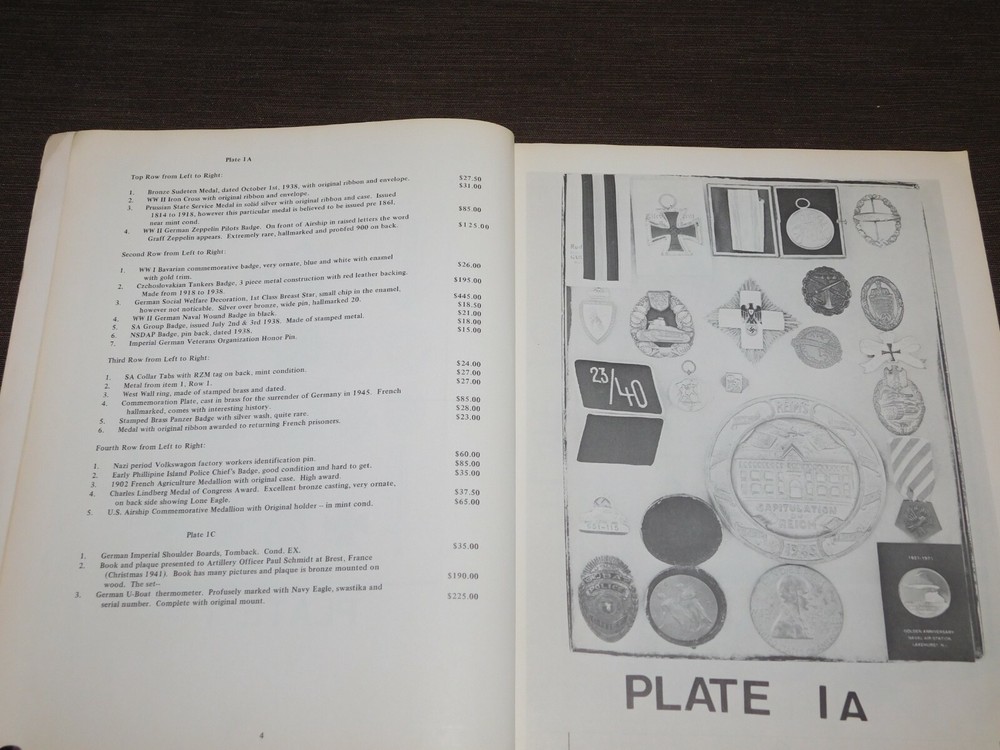 Plate 1A
Top Row from Left to Right:
1. Bronze Sudeten Medal, dated October 1st, 1938, with original ribbon and envelope. $27.50
2. WW II Iron Cross with original ribbon and envelope. $31.00
3. Prussian State Service Medal in solid silver with original ribbon and case. Issued
1814 to 1918, however this particular medal is believed to be issued pre 1861,
near mint cond. $85.00
4. WW II German Zeppelin Pilots Badge. On front of Airship in raised letters the word
Graff Zeppelin appears. Extremely rare, hallmarked and proofed 900 on back. $125.00
Second Row from Left to Right:
1. WW I Bavarian commemorative badge, very ornate, blue and white with enamel
with gold trim. $26.00
2. Czchoslovakian Tankers Badge, 3 piece metal construction with red leather backing.
Made from 1918 to 1938. $195.00
3. German Social Welfare Decoration, 1st Class Breast Star, small chip in the enamel,
however not noticable. Silver over bronze, wide pin, hallmarked 20. $445.00
4. WW II German Naval Wound Badge in black. $18.50
5. SA Group Badge, issued July 2nd & 3rd 1938. Made of stamped metal. $21.00
6. NSDAP Badge, pin back, dated 1938. $18.00
7. Imperial German Veterans Organization Honor Pin. $15.00
Third Row from Left to Right:
1. SA Collar Tabs with RZM tag on back, mint condition. $24.00
2. Metal from item 1, Row 1. $27.00
3. West Wall ring, made of stamped brass and dated. $27.00
4. Commemoration Plate, cast in brass for the surrender of Germany in 1945. French
hallmarked, comes with interesting history. $85.00
5. Stamped Brass Panzer Badge with silver wash, quite rare. $28.00
6. Medal with original ribbon awarded to returning French prisoners. $23.00
Fourth Row from Left to Right:
1. Nazi period Volkswagon factory workers identification pin. $60.00
2. Early Phillipine Island Police Chief's Badge, good condition and hard to get. $85.00
3. 1902 French Agriculture Medallion with original case. High award. $35.00
4. Charles Lindberg Medal of Congress Award. Excellent bronze casting, very ornate,
on back side showing Lone Eagle. $37.50
5. U.S. Airship Commemorative Medallion with Original holder – in mint cond. $65.00
Plate 1C
1. German Imperial Shoulder Boards, Tomback. Cond. EX. $35.00
2. Book and plaque presented to Artillery Officer Paul Schmidt at Brest, France
(Christmas 1941). Book has many pictures and plaque is bronze mounted on
wood. The set— $190.00
3. German U-Boat thermometer. Profusely marked with Navy Eagle, swastika and
serial number. Complete with original mount. $225.00
4
23/40
REIMS
CAPITULATION
REICH
1945
POLICE
1921-1971
GOLDEN ANNIVERSARY
NAVAL AIR STATION
LAKEHURST N.J.
PLATE 1A